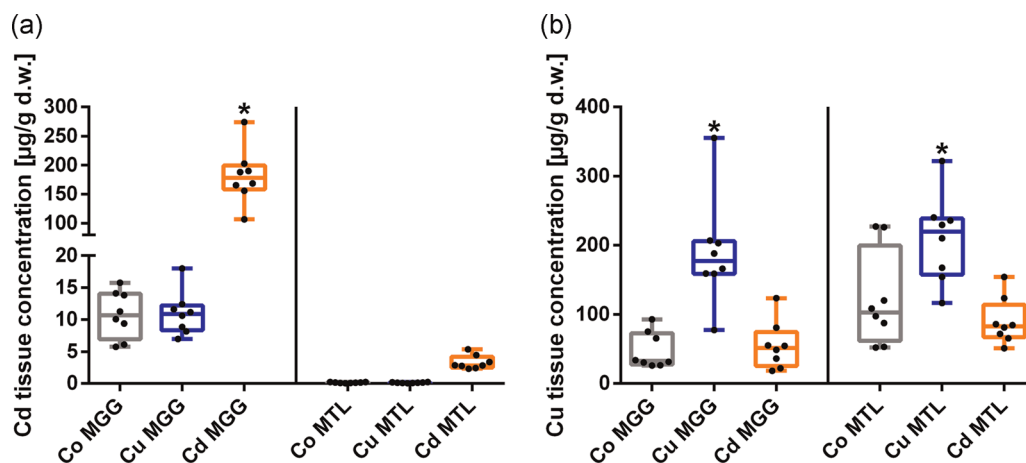 (a)
Cd tissue concentration [µg/g d.w.]
300
250
200
150
100
20
15
10
5
0
*
Co MGG
Cu MGG
Cd MGG
Co MTL
Cu MTL
Cd MTL
(b)
Cu tissue concentration [µg/g d.w.]
400
300
200
100
0
*
*
Co MGG
Cu MGG
Cd MGG
Co MTL
Cu MTL
Cd MTL